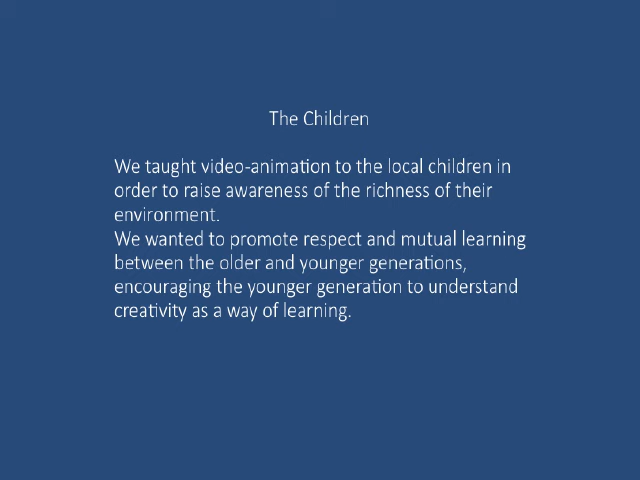 The Children
We taught video-animation to the local children in
order to raise awareness of the richness of their
environment.
We wanted to promote respect and mutual learning
between the older and younger generations,
encouraging the younger generation to understand
creativity as a way of learning.